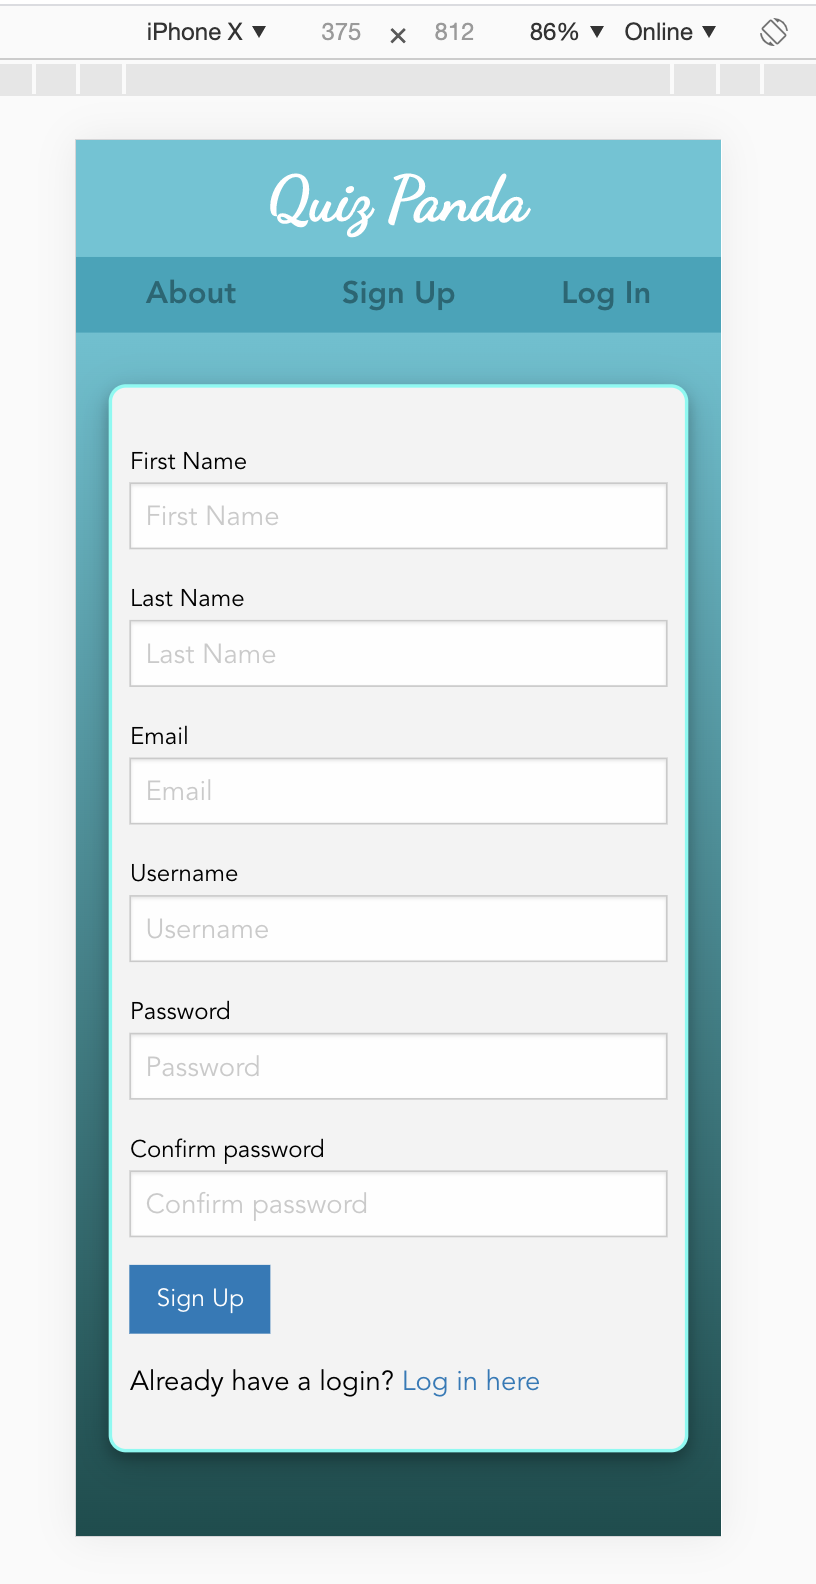 iPhone X ▼ 375 × 812 86% ▼ Online ▼
Quiz Panda
About Sign Up Log In
First Name
First Name
Last Name
Last Name
Email
Email
Username
Username
Password
Password
Confirm password
Confirm password
Sign Up
Already have a login? Log in here